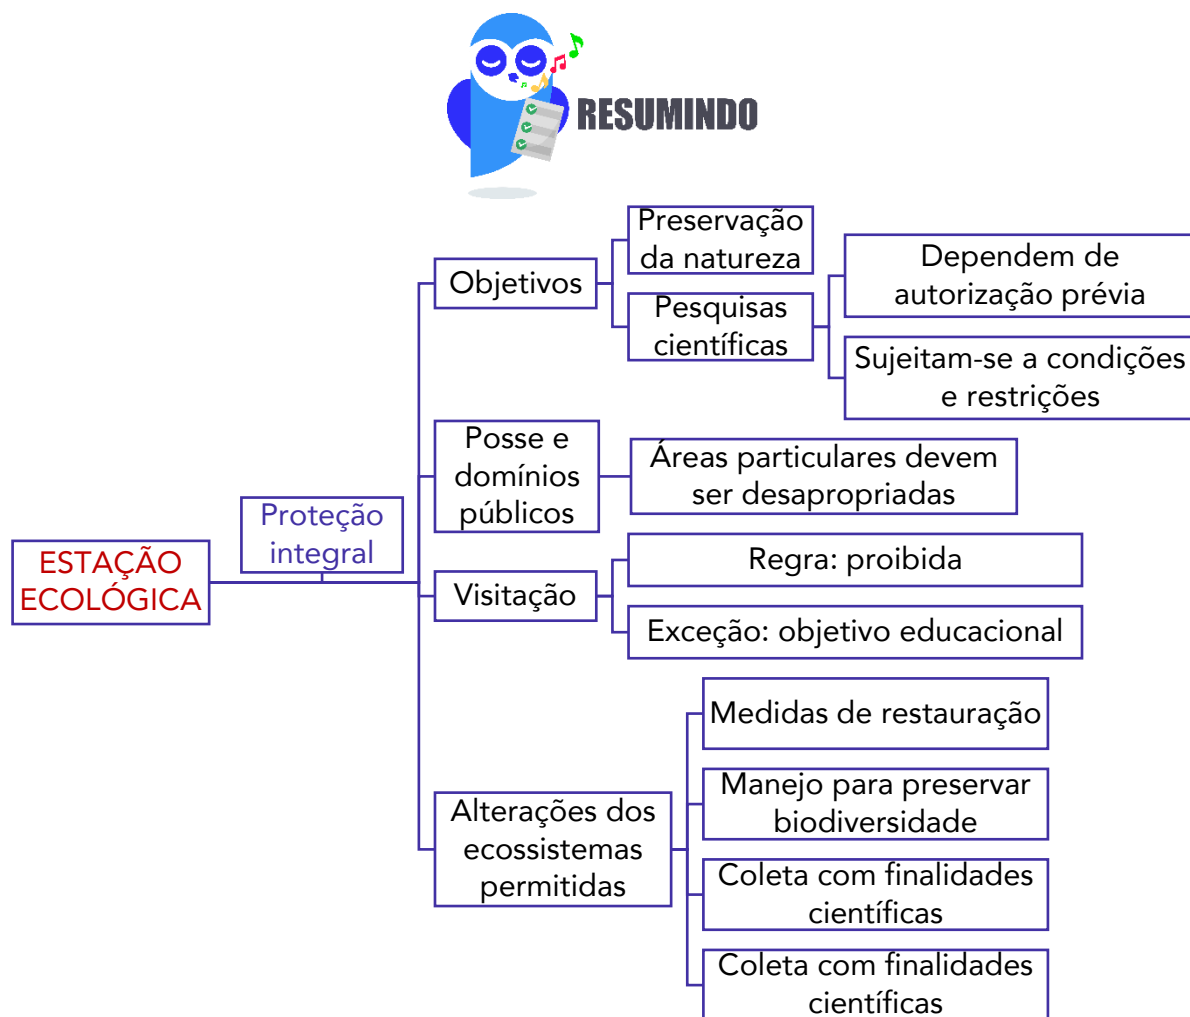 RESUMINDO
ESTAÇÃO
ECOLÓGICA
Proteção
integral
Objetivos
Preservação
da natureza
Pesquisas
científicas
Dependem de
autorização prévia
Sujeitam-se a condições
e restrições
Posse e
domínios
públicos
Áreas particulares devem
ser desapropriadas
Visitação
Regra: proibida
Exceção: objetivo educacional
Alterações dos
ecossistemas
permitidas
Medidas de restauração
Manejo para preservar
biodiversidade
Coleta com finalidades
científicas
Coleta com finalidades
científicas